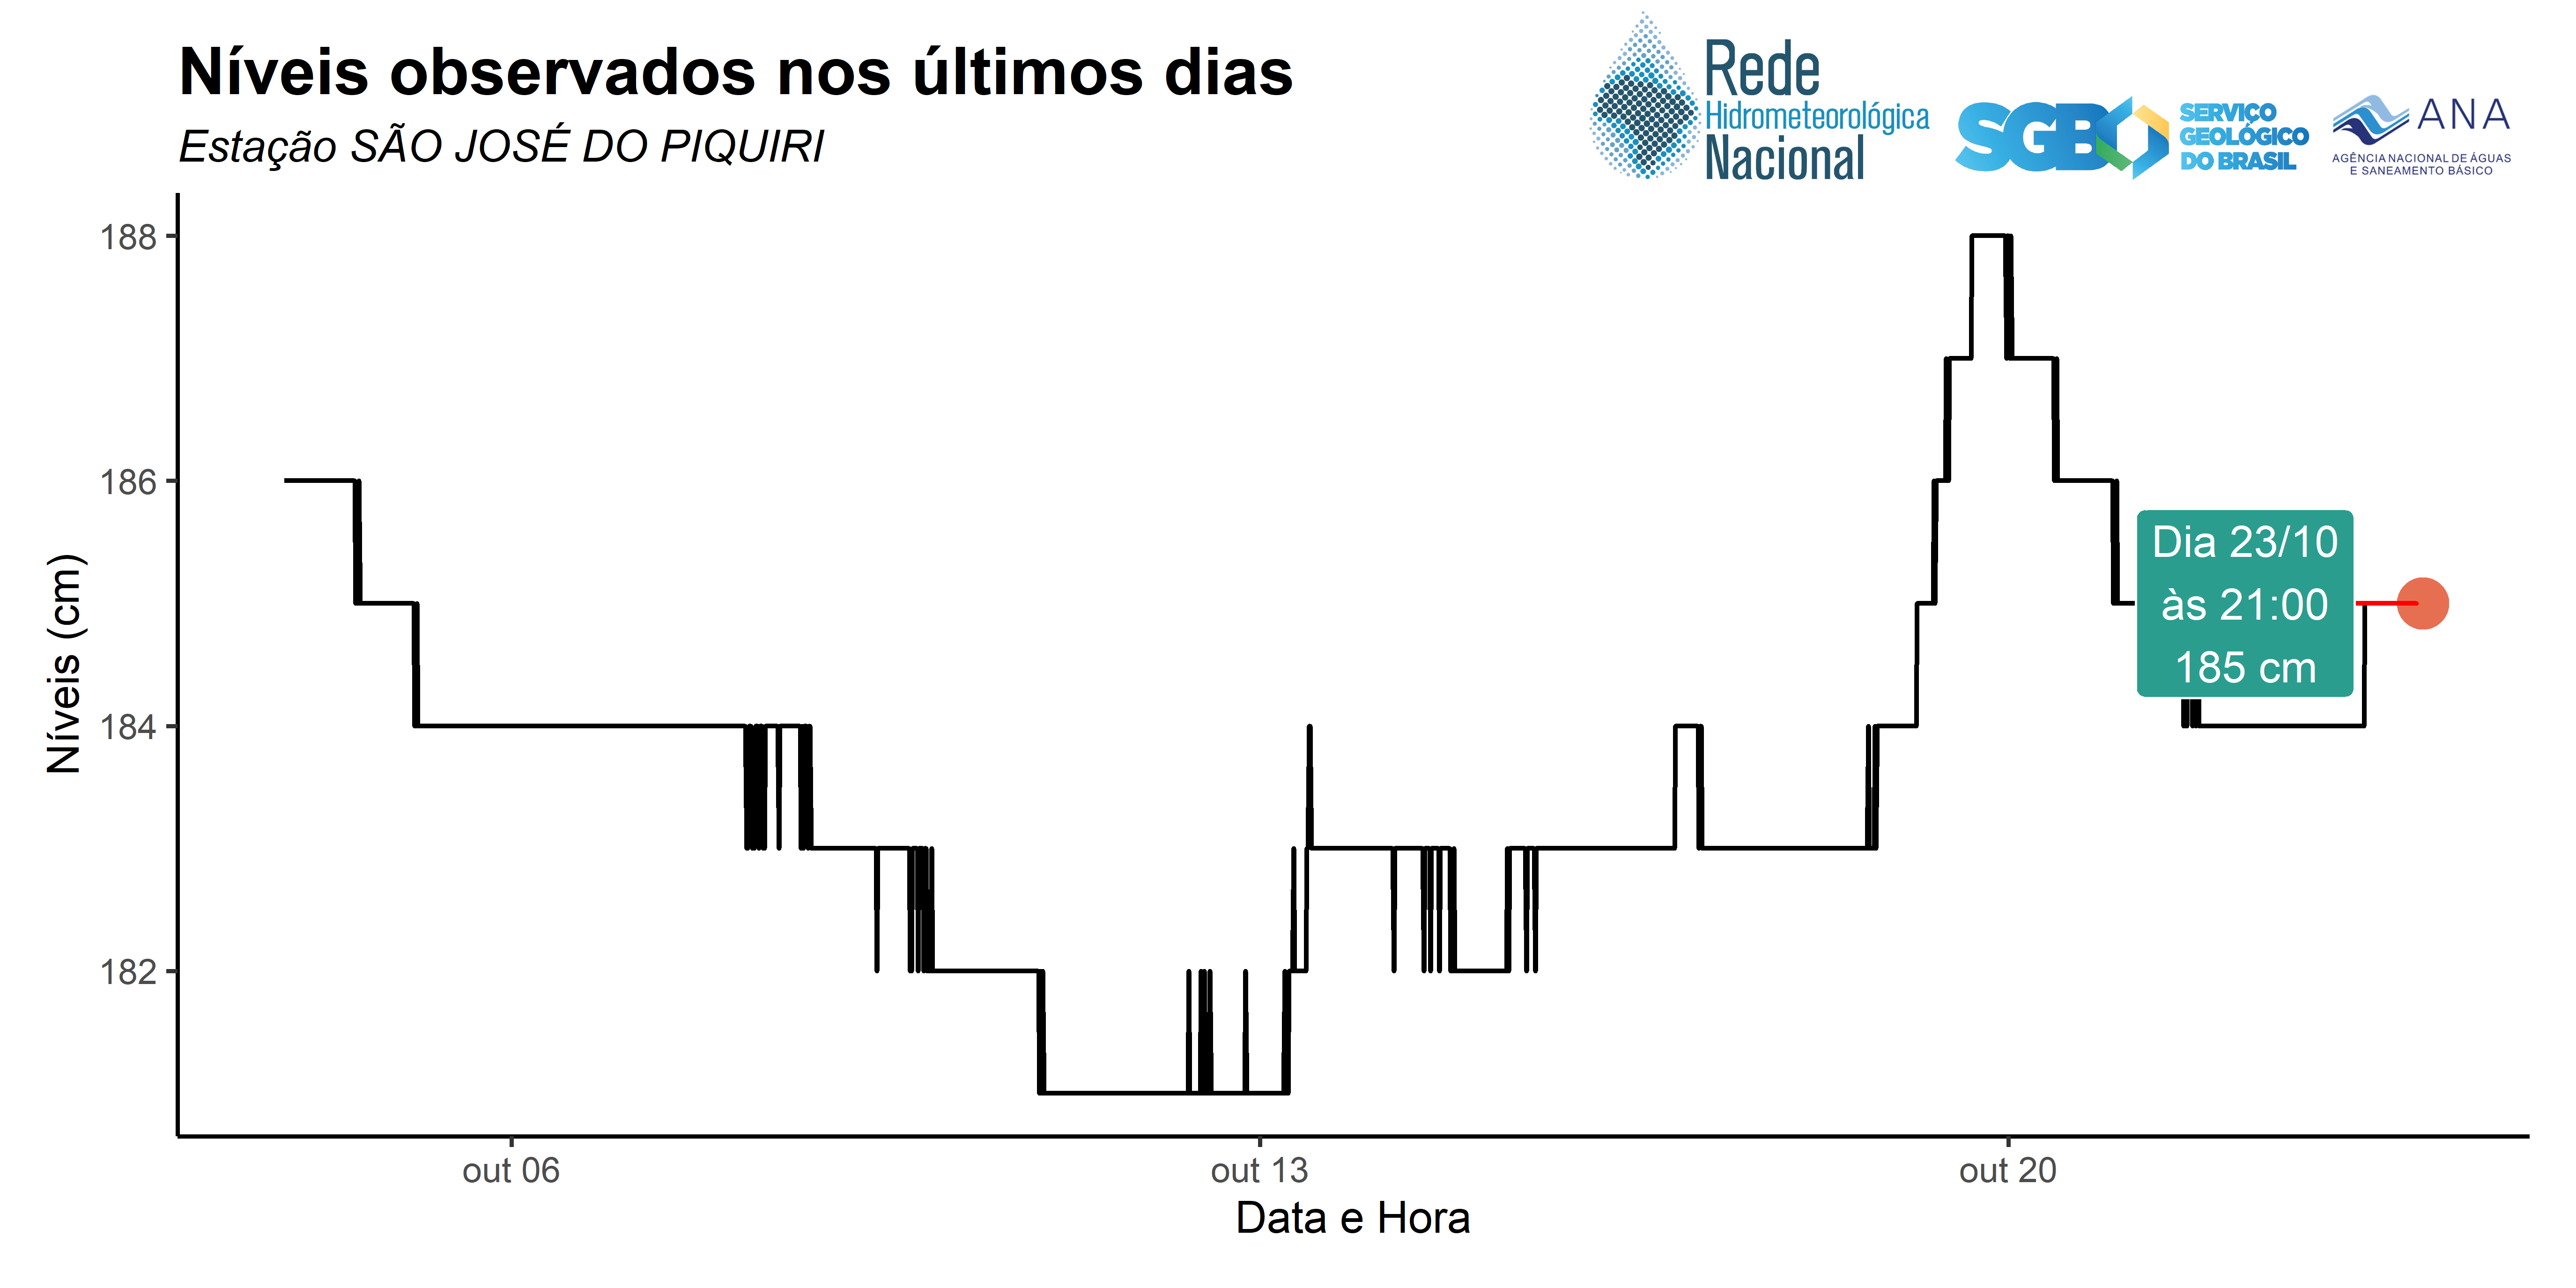 Níveis observados nos últimos dias
Estação SÃO JOSÉ DO PIQUIRI
Rede
Hidrometeorológica
Nacional
SGB
SERVIÇO
GEOLÓGICO
DO BRASIL
ANA
AGÊNCIA NACIONAL DE ÁGUAS
E SANEAMENTO BÁSICO
Níveis (cm)
188
186
184
182
Dia 23/10
às 21:00
185 cm
out 06
out 13
out 20
Data e Hora